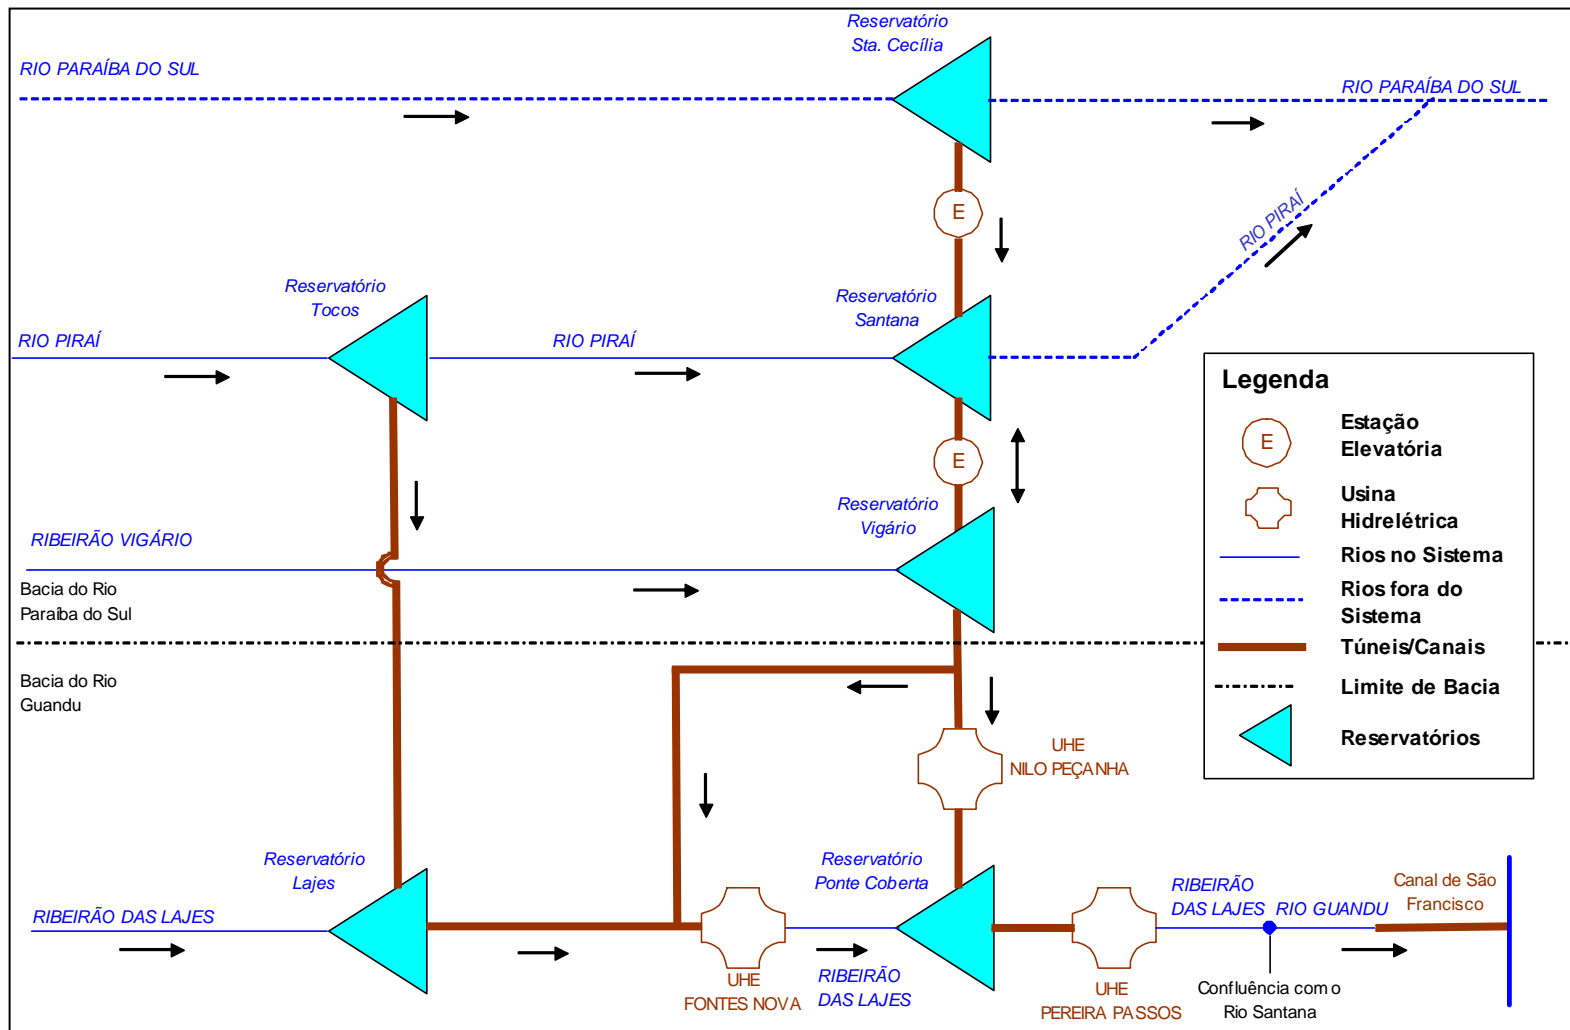 Reservatório
Sta. Cecília
RIO PARAÍBA DO SUL
RIO PARAÍBA DO SUL
E
RIO PIRAÍ
Reservatório
Tocos
Reservatório
Santana
RIO PIRAÍ
RIO PIRAÍ
Legenda
E
Estação
Elevatória
Usina
Hidrelétrica
Rios no Sistema
Rios fora do
Sistema
Túneis/Canais
Limite de Bacia
Reservatórios
E
Reservatório
Vigário
RIBEIRÃO VIGÁRIO
Bacia do Rio
Paraíba do Sul
Bacia do Rio
Guandu
UHE
NILO PEÇANHA
Reservatório
Lajes
Reservatório
Ponte Coberta
RIBEIRÃO DAS LAJES
RIBEIRÃO
DAS LAJES
RIO GUANDU
Canal de São
Francisco
UHE
FONTES NOVA
RIBEIRÃO
DAS LAJES
UHE
PEREIRA PASSOS
Confluência com o
Rio Santana